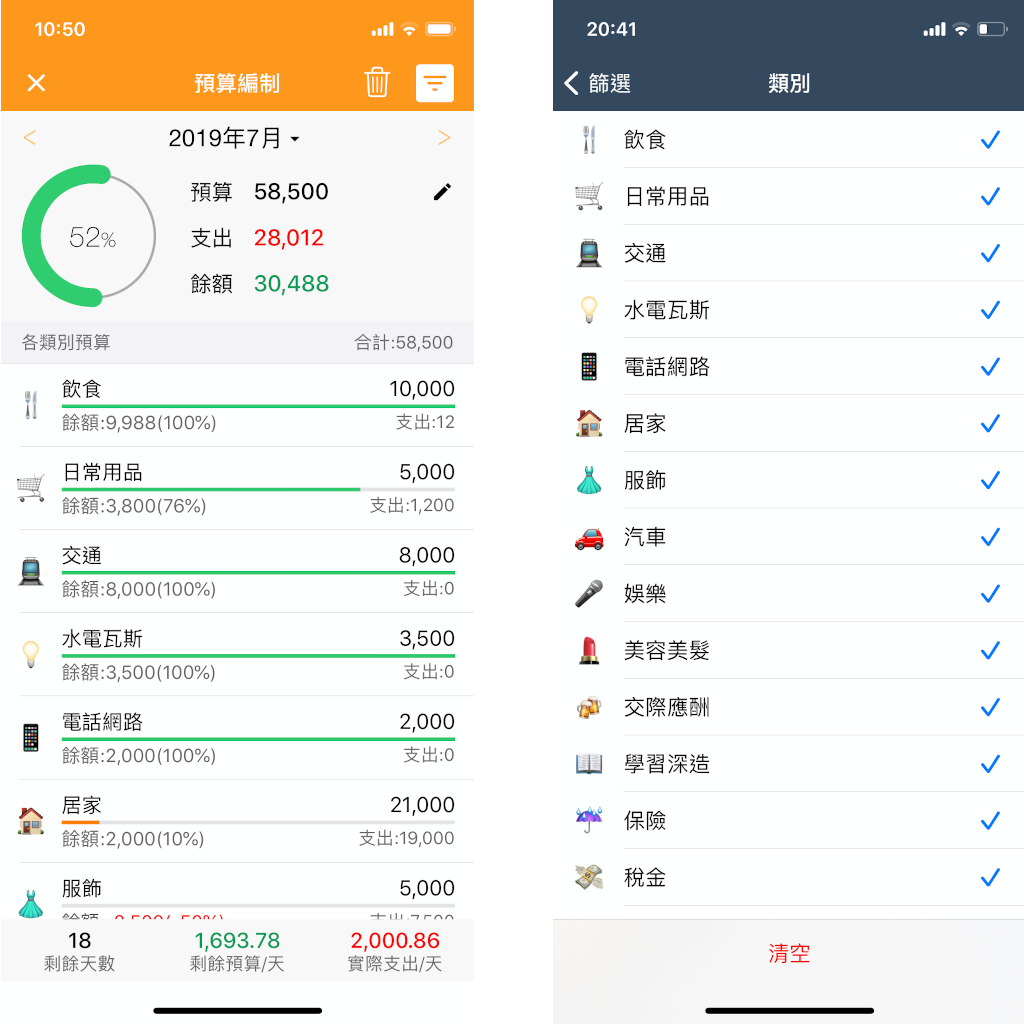 10:50
預算編制
2019年7月
52%
預算 58,500
支出 28,012
餘額 30,488
各類別預算 合計:58,500
飲食 10,000
餘額:9,988(100%) 支出:12
日常用品 5,000
餘額:3,800(76%) 支出:1,200
交通 8,000
餘額:8,000(100%) 支出:0
水電瓦斯 3,500
餘額:3,500(100%) 支出:0
電話網路 2,000
餘額:2,000(100%) 支出:0
居家 21,000
餘額:2,000(10%) 支出:19,000
服飾 5,000
餘額:-2,500(-50%) 支出:7,500
18 1,693.78 2,000.86
剩餘天數 剩餘預算/天 實際支出/天
20:41
篩選 類別
飲食
日常用品
交通
水電瓦斯
電話網路
居家
服飾
汽車
娛樂
美容美髮
交際應酬
學習深造
保險
稅金
清空